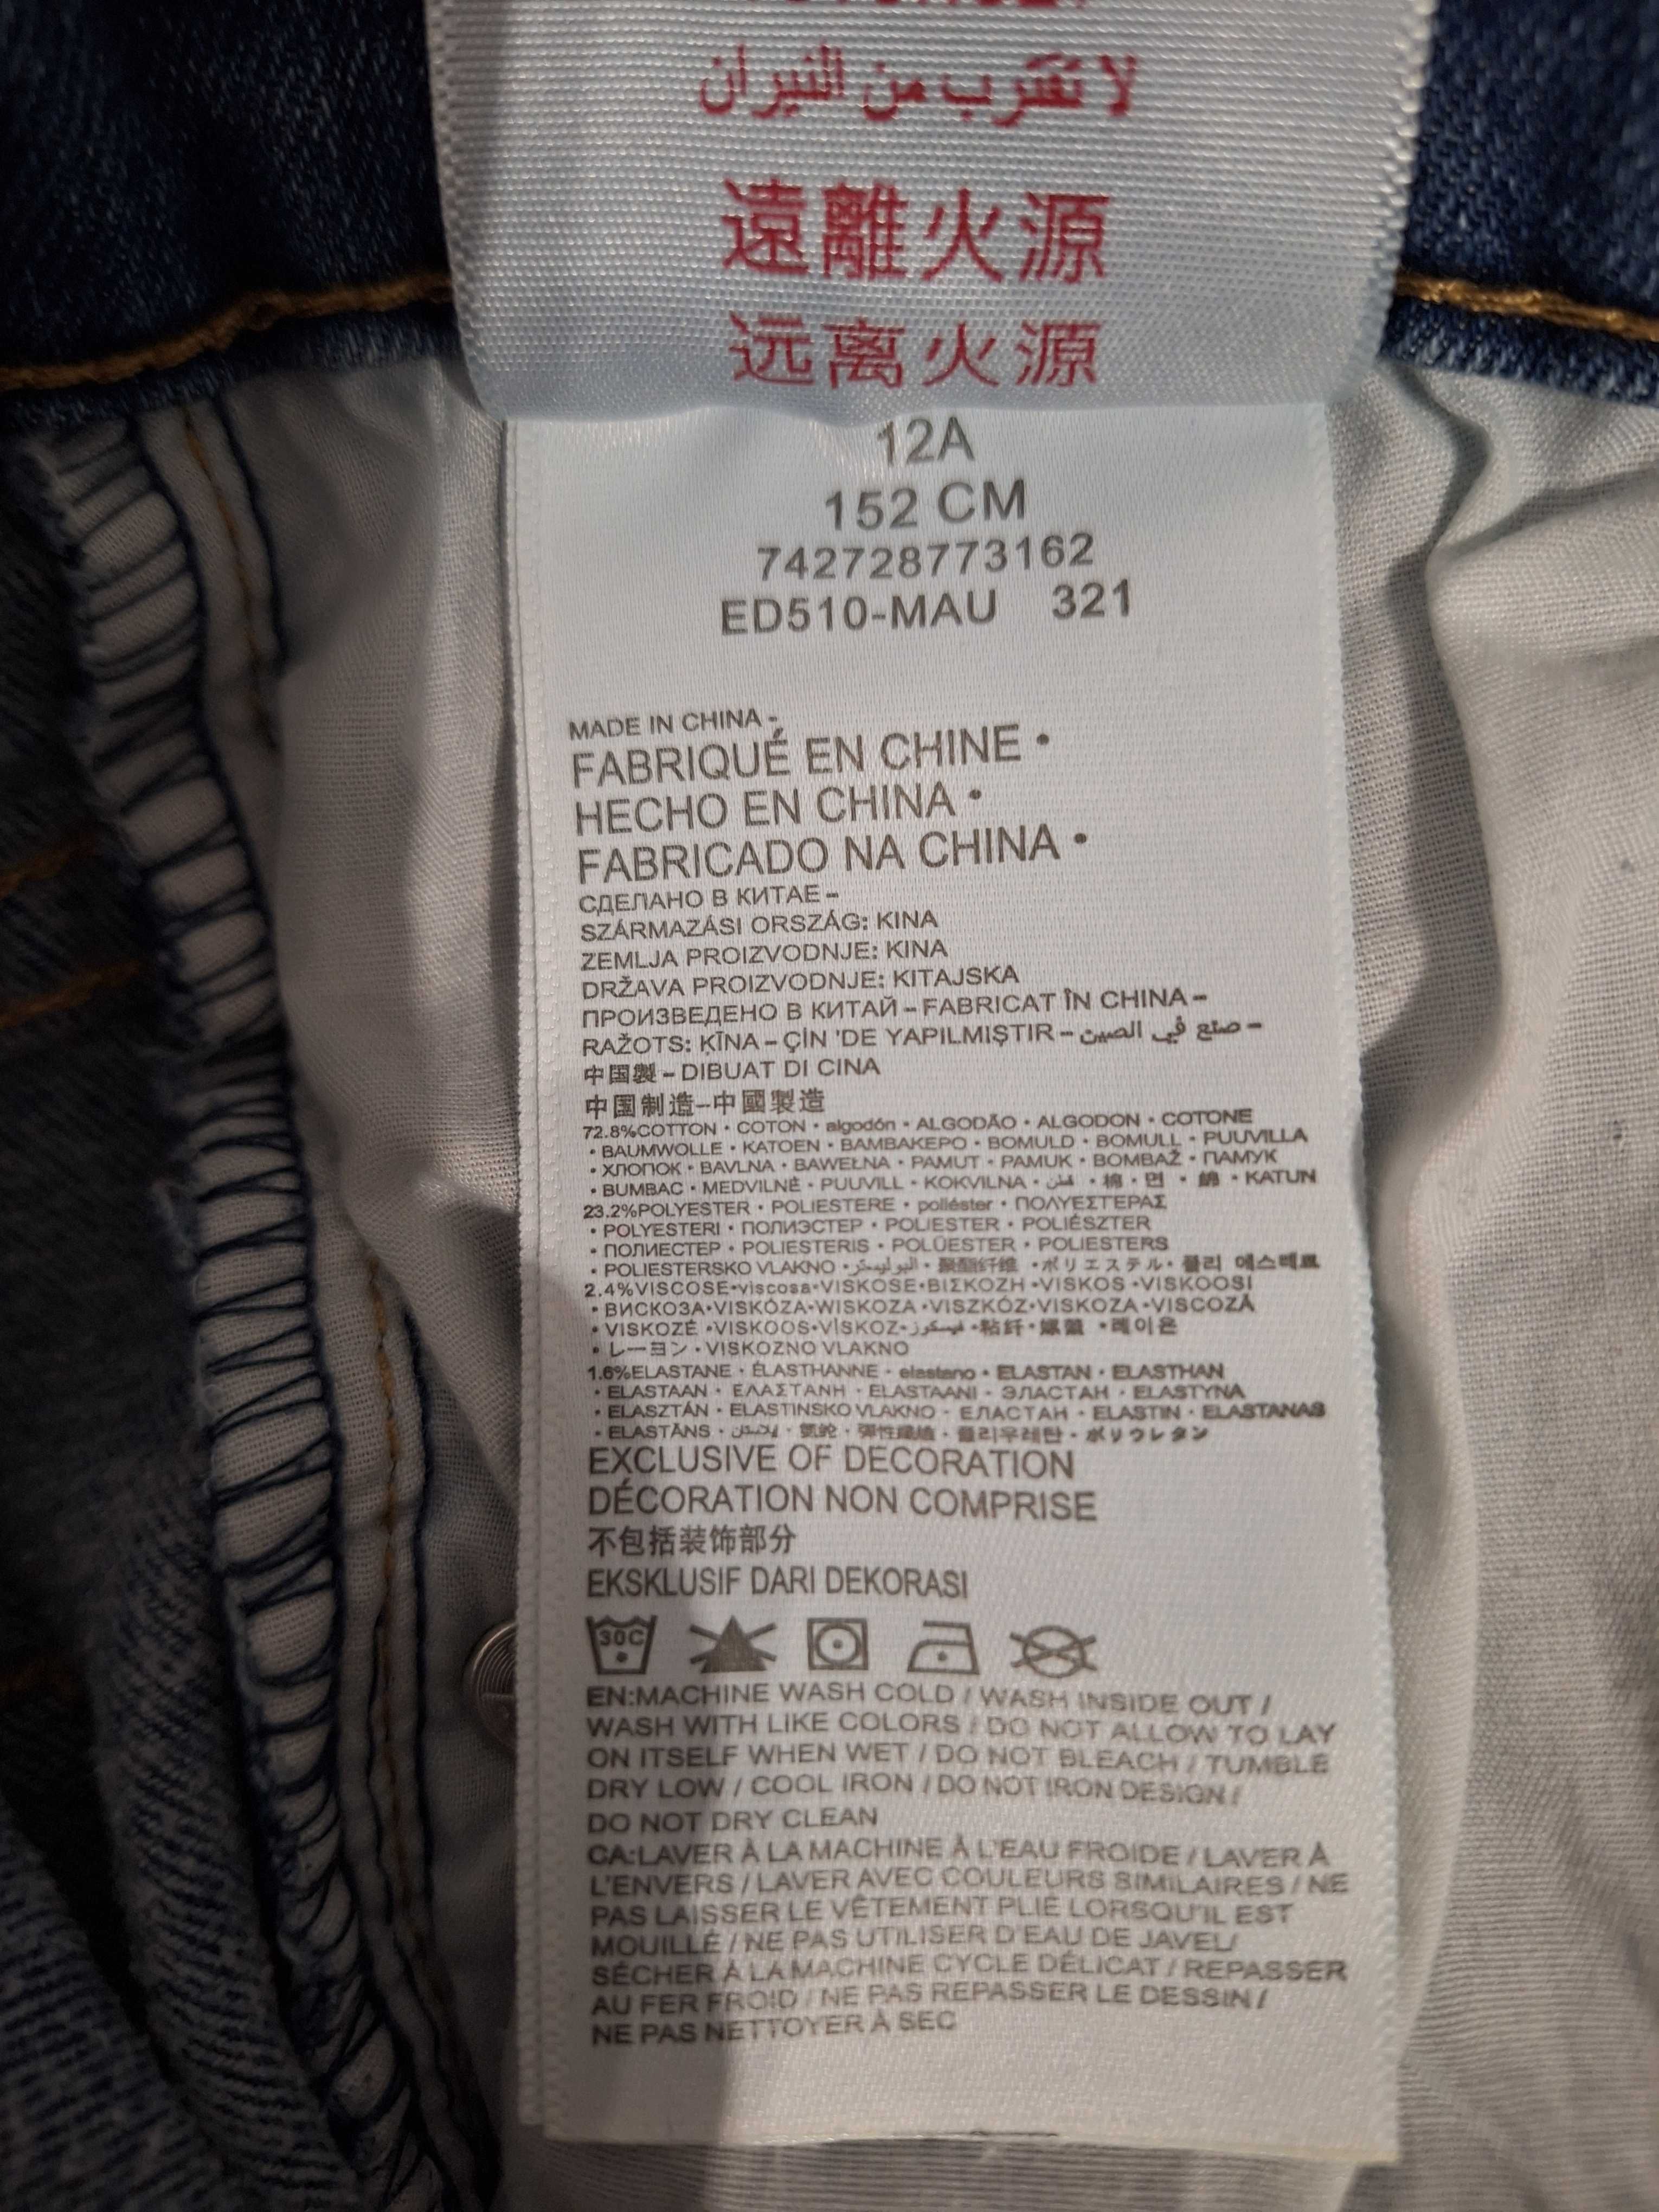 لا تقترب من النيران
遠離火源
远离火源
12A
152 CM
742728773162
ED510-MAU 321
MADE IN CHINA -
FABRIQUÉ EN CHINE •
HECHO EN CHINA •
FABRICADO NA CHINA •
СДЕЛАНО В КИТАЕ –
SZÁRMAZÁSI ORSZÁG: KINA
ZEMLJA PROIZVODNJE: KINA
DRŽAVA PROIZVODNJE: KITAJSKA
ПРОИЗВЕДЕНО В КИТАЙ – FABRICAT ÎN CHINA –
RAŽOTS: ĶĪNA – ÇİN 'DE YAPILMIŞTIR – صنع في الصين –
中国製 – DIBUAT DI CINA
中国制造–中國製造
72.8%COTTON • COTON • algodón • ALGODÃO • ALGODON • COTONE
• BAUMWOLLE • KATOEN • BAMBAKEPO • BOMULD • BOMULL • PUUVILLA
• ХЛОПОК • BAVLNA • BAWEŁNA • PAMUT • PAMUK • BOMBAŽ • ПАМУК
• BUMBAC • MEDVILNĖ • PUUVILL • KOKVILNA • قطن • 棉 • 면 • 綿 • KATUN
23.2%POLYESTER • POLIESTERE • poliéster • ΠΟΛΥΕΣΤΕΡΑΣ
• POLYESTERI • ПОЛИЭСТЕР • POLIESTER • POLIÉSZTER
• ПОЛИЕСТЕР • POLIESTERIS • POLÜESTER • POLIESTERS
• POLIESTERSKO VLAKNO • البوليستر • 聚酯纤维 • ポリエステル • 폴리 에스테르
2.4%VISCOSE•viscosa•VISKOSE•ΒΙΣΚΟΖΗ •VISKOS •VISKOOSI
• ВИСКОЗА•VISKÓZA•WISKOZA •VISZKÓZ•VISKOZA •VISCOZĂ
• VISKOZĖ •VISKOOS•VİSKOZ•فيسكوز •粘纤 • •레이온
• レーヨン • VISKOZNO VLAKNO
1.6%ELASTANE • ÉLASTHANNE - elastano • ELASTAN • ELASTHAN
• ELASTAAN • ΕΛΑΣΤΑΝΗ • ELASTAANI - ЭЛАСТАН • ELASTYNA
• ELASZTÁN • ELASTINSKO VLAKNO - ЕЛАСТАН • ELASTIN • ELASTANAS
• ELASTĀNS • • 氨纶 • 彈性纖維 • 폴리우레탄 • ポリウレタン
EXCLUSIVE OF DECORATION
DÉCORATION NON COMPRISE
不包括装饰部分
EKSKLUSIF DARI DEKORASI
30C
EN:MACHINE WASH COLD / WASH INSIDE OUT /
WASH WITH LIKE COLORS / DO NOT ALLOW TO LAY
ON ITSELF WHEN WET / DO NOT BLEACH / TUMBLE
DRY LOW / COOL IRON / DO NOT IRON DESIGN /
DO NOT DRY CLEAN
CA:LAVER À LA MACHINE À L'EAU FROIDE / LAVER À
L'ENVERS / LAVER AVEC COULEURS SIMILAIRES / NE
PAS LAISSER LE VÊTEMENT PLIÉ LORSQU'IL EST
MOUILLÉ / NE PAS UTILISER D'EAU DE JAVEL/
SÉCHER À LA MACHINE CYCLE DÉLICAT / REPASSER
AU FER FROID / NE PAS REPASSER LE DESSIN /
NE PAS NETTOYER À SEC